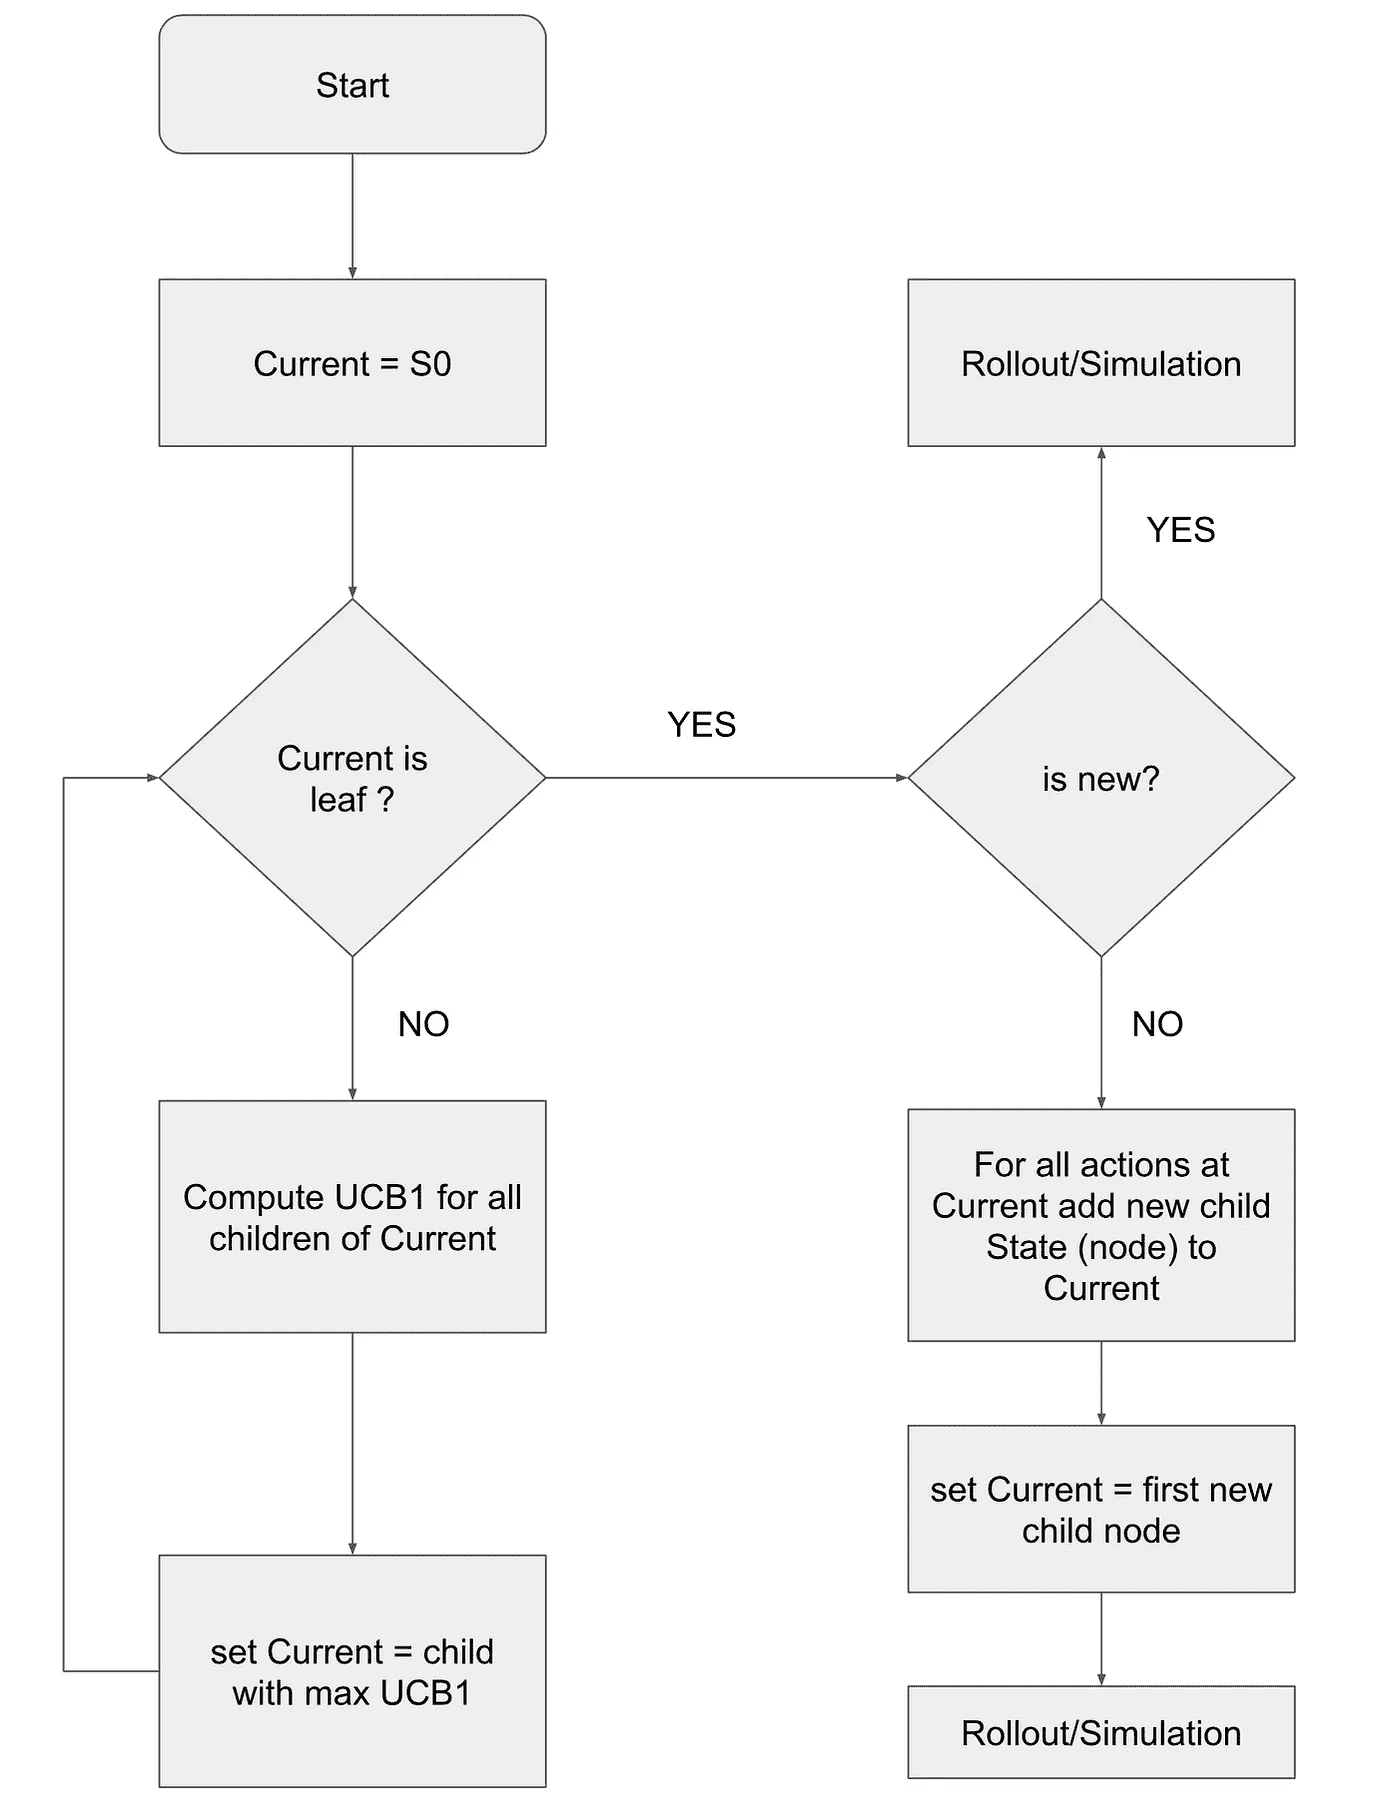 Start
Current = S0
Current is
leaf ?
NO
Compute UCB1 for all
children of Current
set Current = child
with max UCB1
YES
is new?
YES
Rollout/Simulation
NO
For all actions at
Current add new child
State (node) to
Current
set Current = first new
child node
Rollout/Simulation